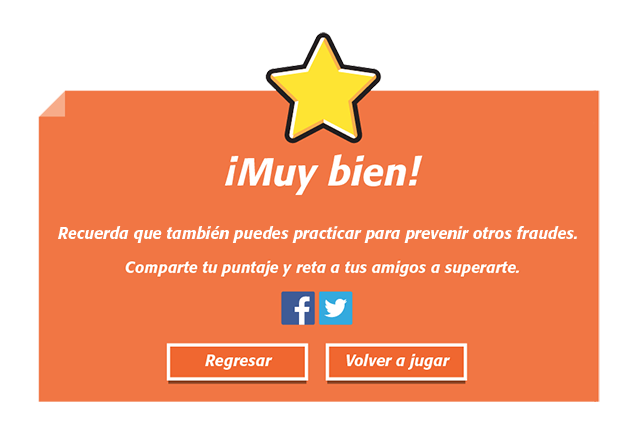 ¡Muy bien!
Recuerda que también puedes practicar para prevenir otros fraudes.
Comparte tu puntaje y reta a tus amigos a superarte.
Regresar
Volver a jugar